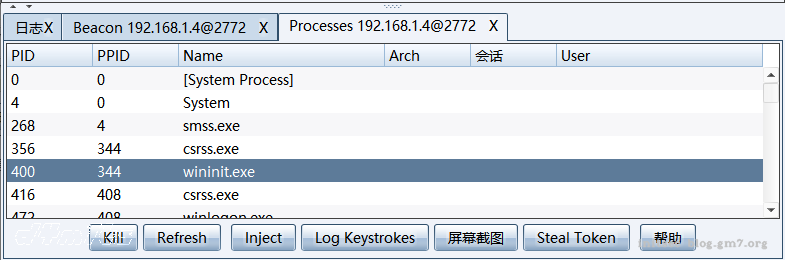 日志X Beacon 192.168.1.4@2772 X Processes 192.168.1.4@2772 X
PID PPID Name Arch 会话 User
0 0 [System Process]
4 0 System
268 4 smss.exe
356 344 csrss.exe
400 344 wininit.exe
416 408 csrss.exe
472 408 winlogon.exe
Kill Refresh Inject Log Keystrokes 屏幕截图 Steal Token 帮助
blog.gm7.org